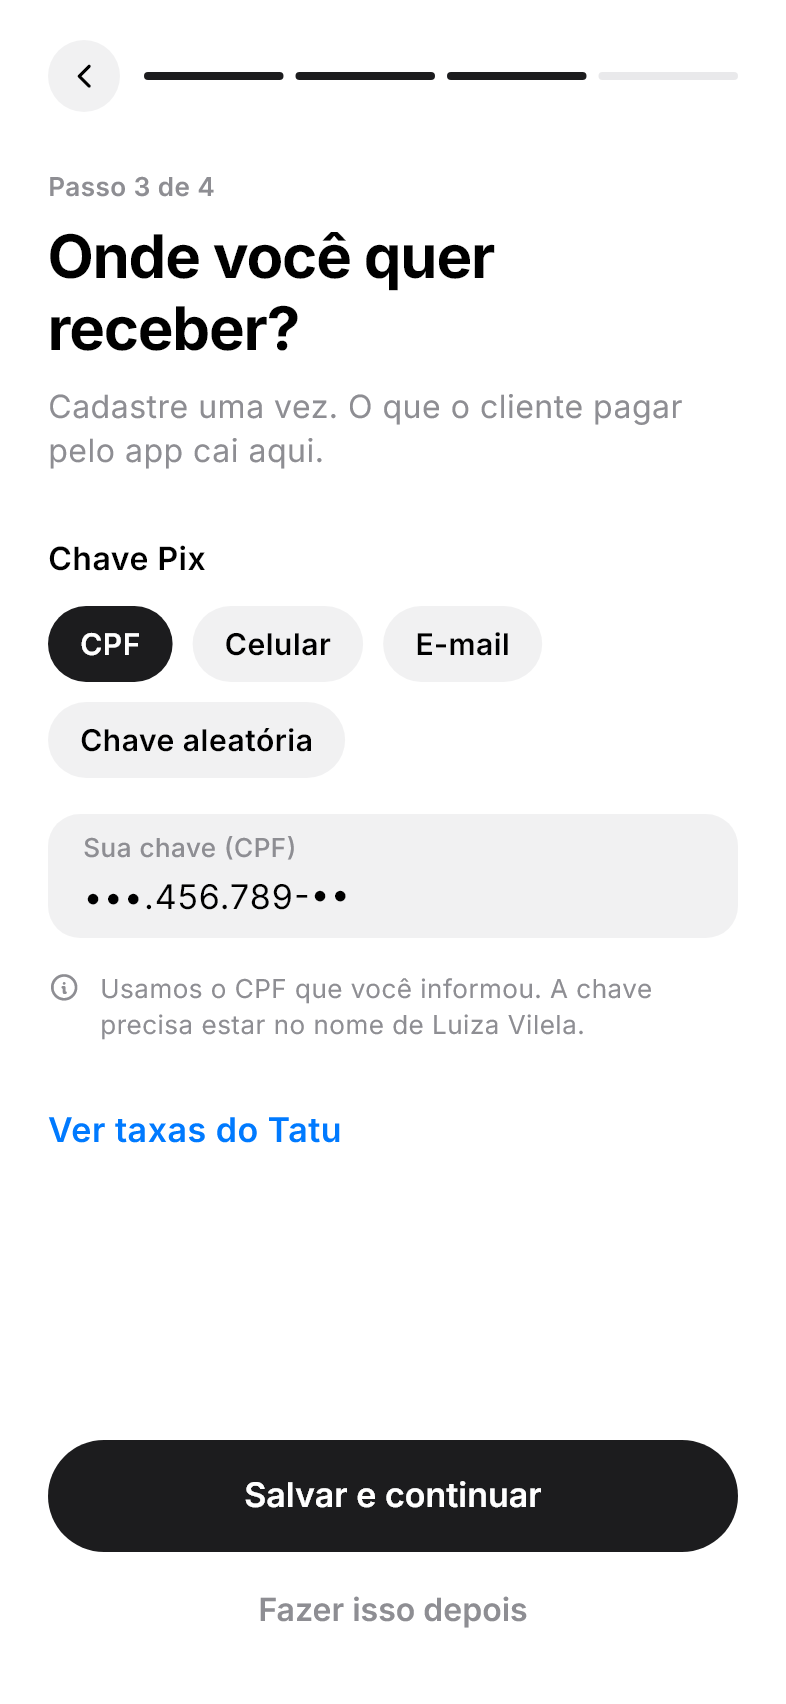 Passo 3 de 4
Onde você quer
receber?
Cadastre uma vez. O que o cliente pagar
pelo app cai aqui.
Chave Pix
CPF
Celular
E-mail
Chave aleatória
Sua chave (CPF)
•••.456.789-••
Usamos o CPF que você informou. A chave
precisa estar no nome de Luiza Vilela.
Ver taxas do Tatu
Salvar e continuar
Fazer isso depois